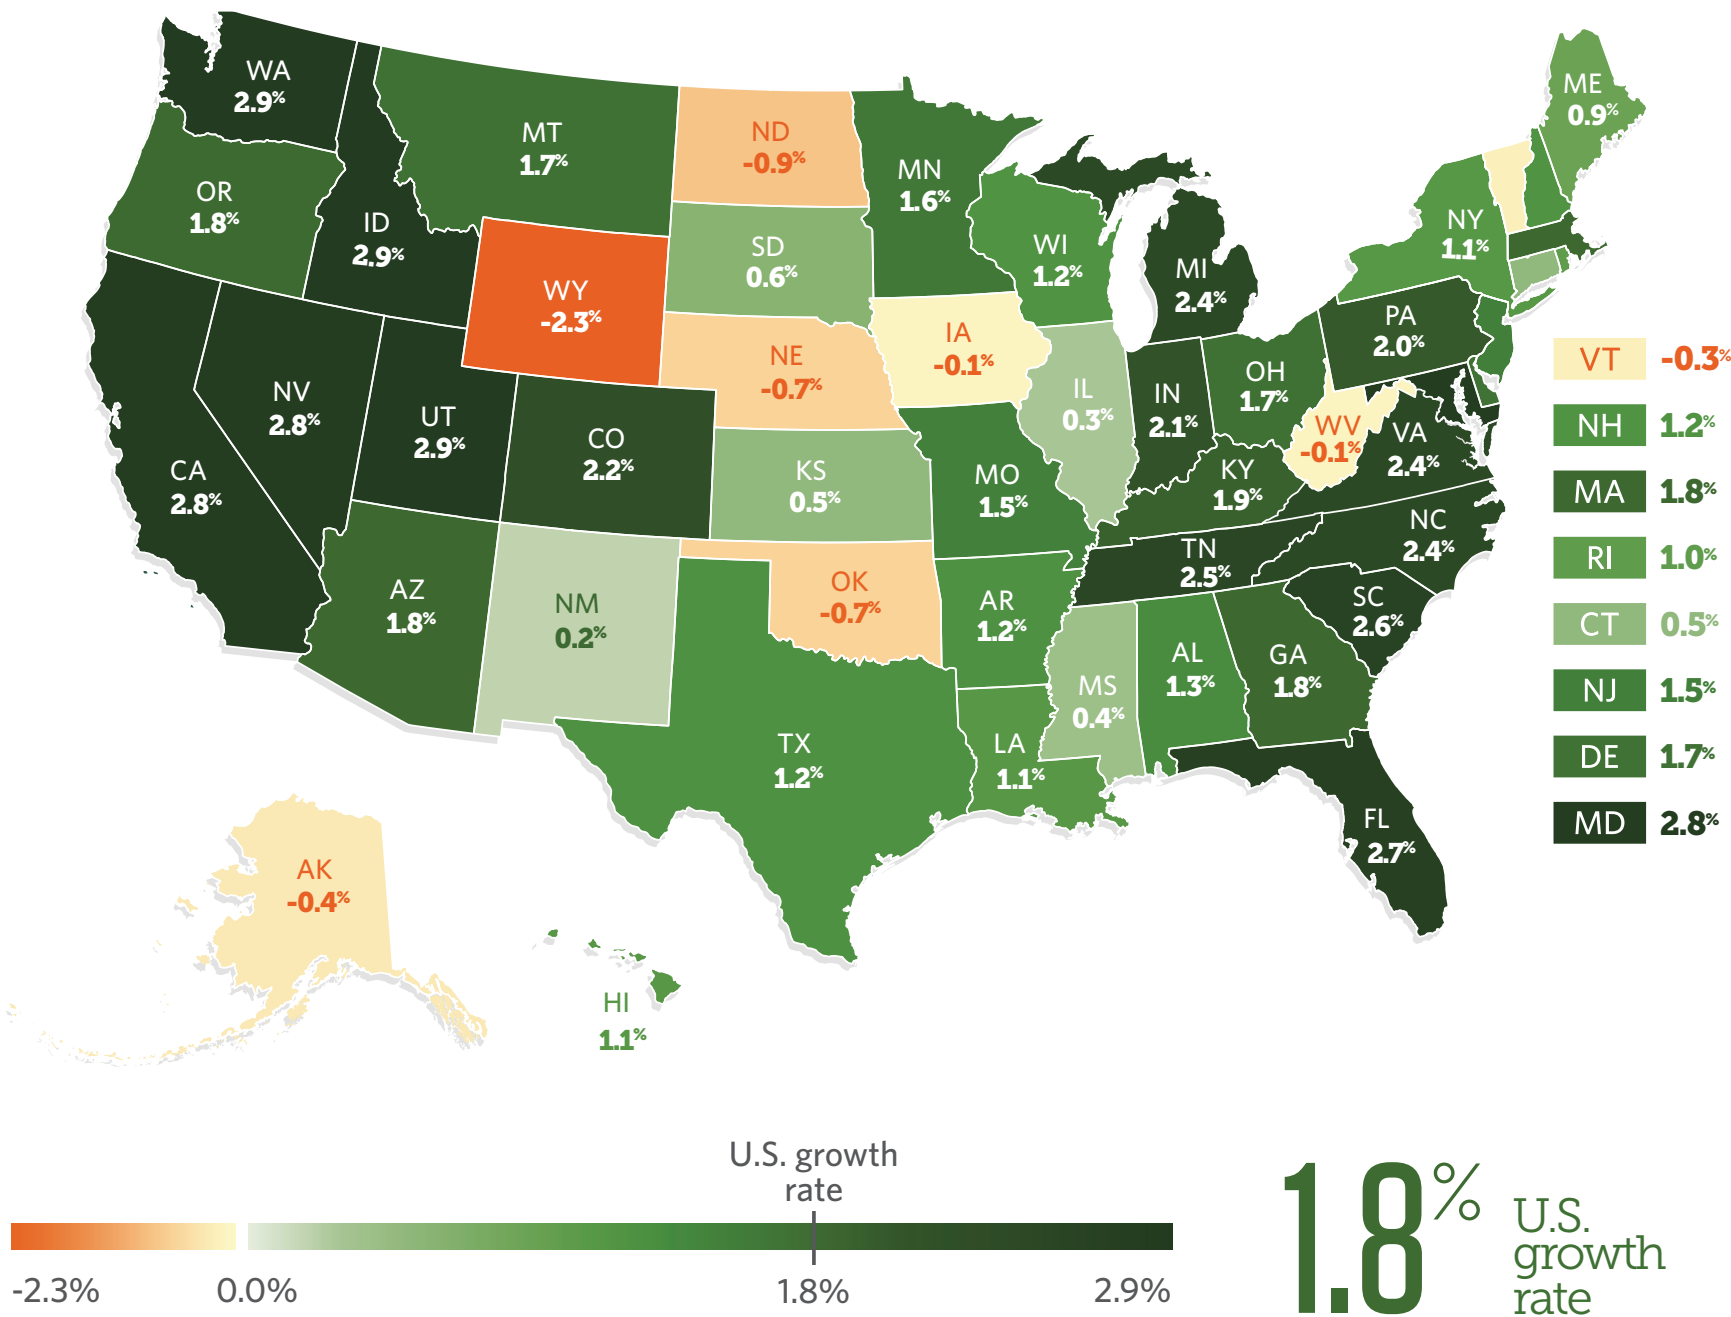 WA
2.9%
MT
1.7%
ND
-0.9%
MN
1.6%
ME
0.9%
OR
1.8%
ID
2.9%
SD
0.6%
WI
1.2%
MI
2.4%
NY
1.1%
WY
-2.3%
IA
-0.1%
PA
2.0%
NE
-0.7%
IL
0.3%
IN
2.1%
OH
1.7%
NV
2.8%
UT
2.9%
CO
2.2%
WV
-0.1%
VA
2.4%
CA
2.8%
KS
0.5%
MO
1.5%
KY
1.9%
NC
2.4%
TN
2.5%
AZ
1.8%
NM
0.2%
OK
-0.7%
AR
1.2%
SC
2.6%
MS
0.4%
AL
1.3%
GA
1.8%
TX
1.2%
LA
1.1%
FL
2.7%
AK
-0.4%
HI
1.1%
VT -0.3%
NH 1.2%
MA 1.8%
RI 1.0%
CT 0.5%
NJ 1.5%
DE 1.7%
MD 2.8%
U.S. growth
rate
-2.3% 0.0% 1.8% 2.9%
1.8%
U.S.
growth
rate